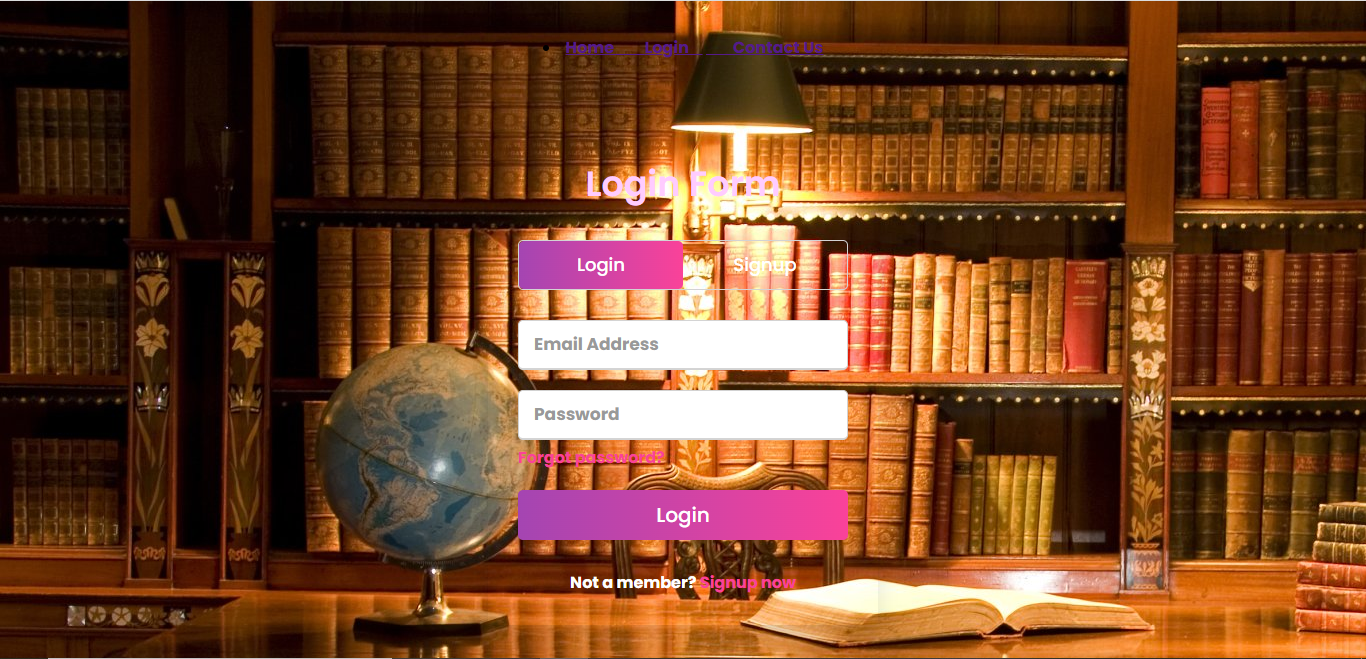 Home Login Contact Us
Login Form
Login Signup
Email Address
Password
Forgot password?
Login
Not a member? Signup now